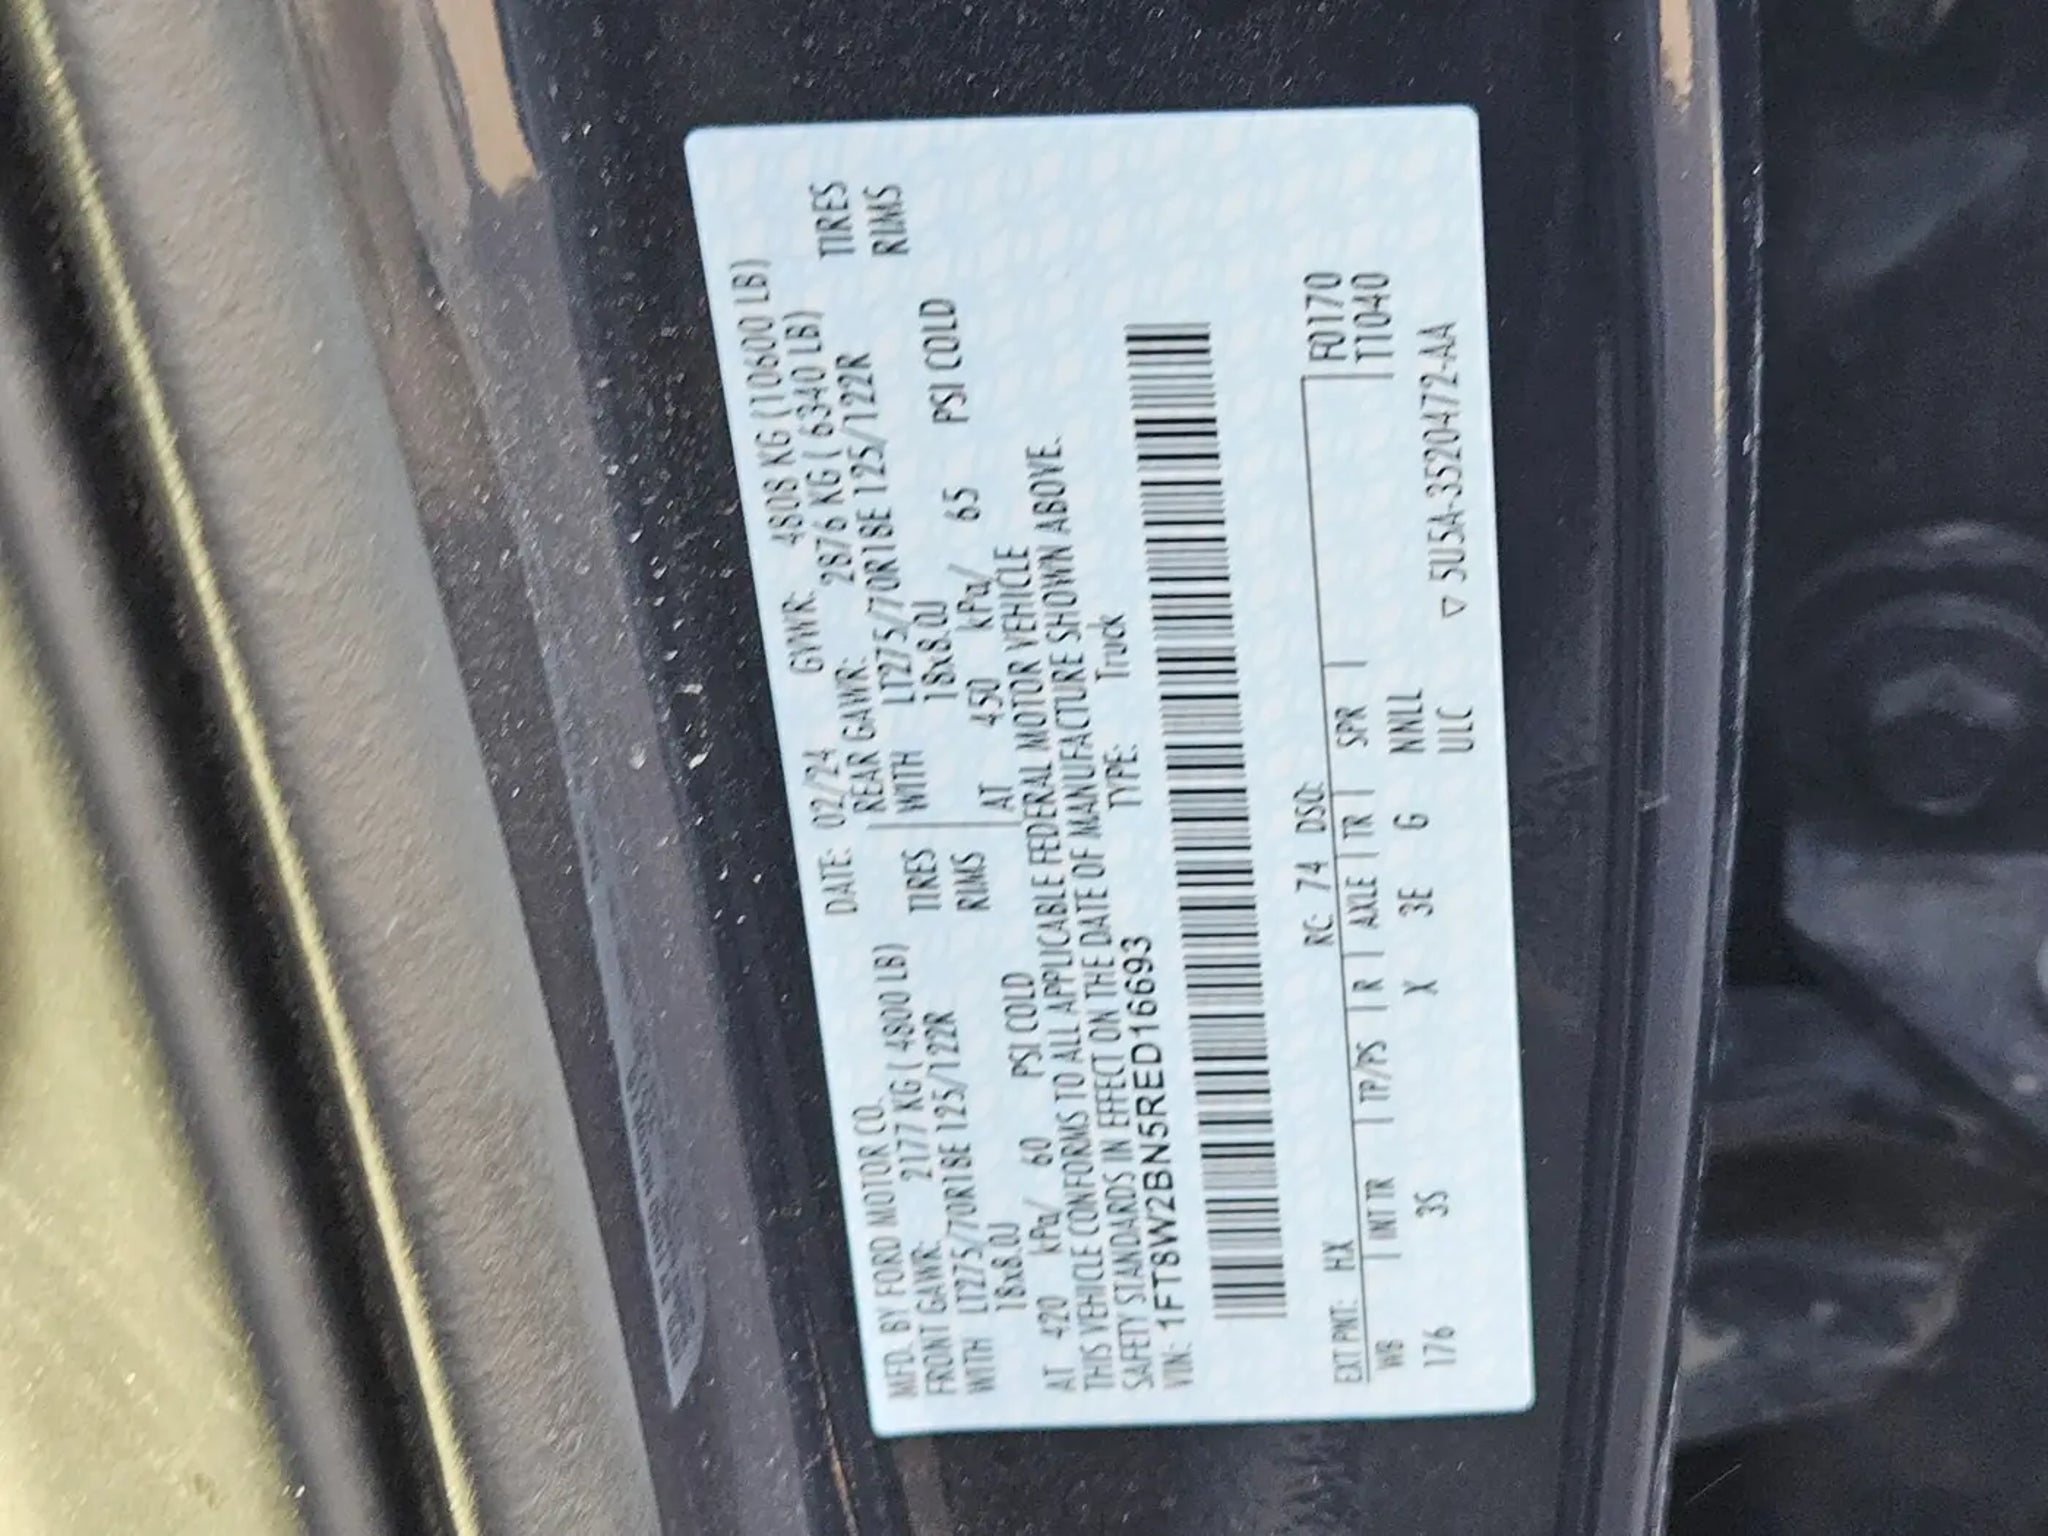 MFD. BY FORD MOTOR CO. DATE: 02/24 GVWR: 4808 KG (10600 LB)
FRONT GAWR: 2177 KG ( 4800 LB) REAR GAWR: 2876 KG ( 6340 LB)
WITH LT275/70R18E 125/122R TIRES WITH LT275/70R18E 125/122R TIRES
18x8.0J RIMS 18x8.0J RIMS
AT 420 kPa/ 60 PSI COLD AT 450 kPa/ 65 PSI COLD
THIS VEHICLE CONFORMS TO ALL APPLICABLE FEDERAL MOTOR VEHICLE
SAFETY STANDARDS IN EFFECT ON THE DATE OF MANUFACTURE SHOWN ABOVE.
VIN: 1FT8W2BN5RED16693 TYPE: Truck
EXT PNT: HX RC: 74 DSO:
WB INT TR TP/PS R AXLE TR SPR F0170
176 3S X 3E G NNLL T1040
ULC
▽ 5U5A-3520472-AA